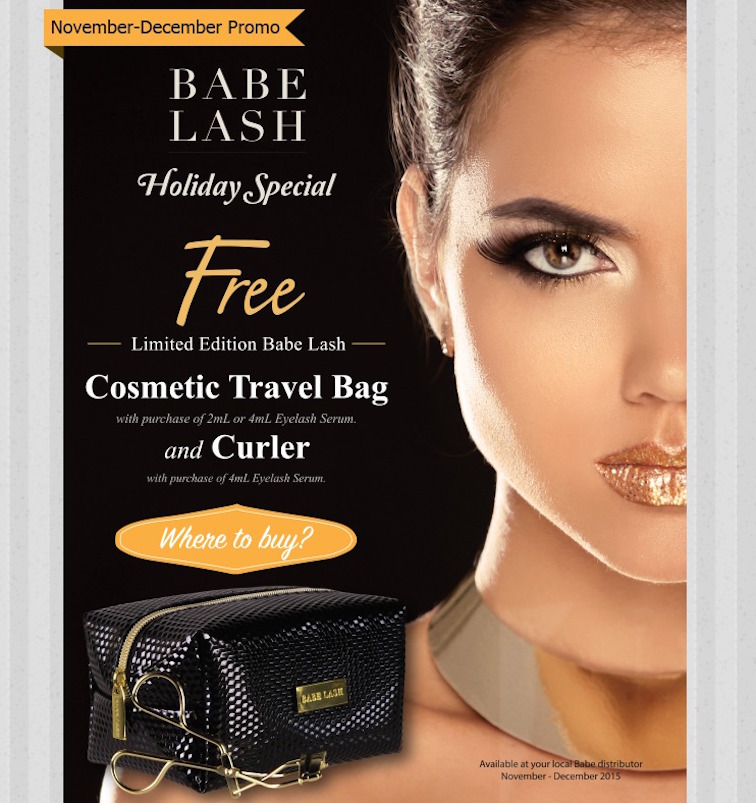 November-December Promo
BABE
LASH
Holiday Special
Free
Limited Edition Babe Lash
Cosmetic Travel Bag
with purchase of 2mL or 4mL Eyelash Serum.
and Curler
with purchase of 4mL Eyelash Serum.
Where to buy?
BABE LASH
Available at your local Babe distributor
November - December 2015